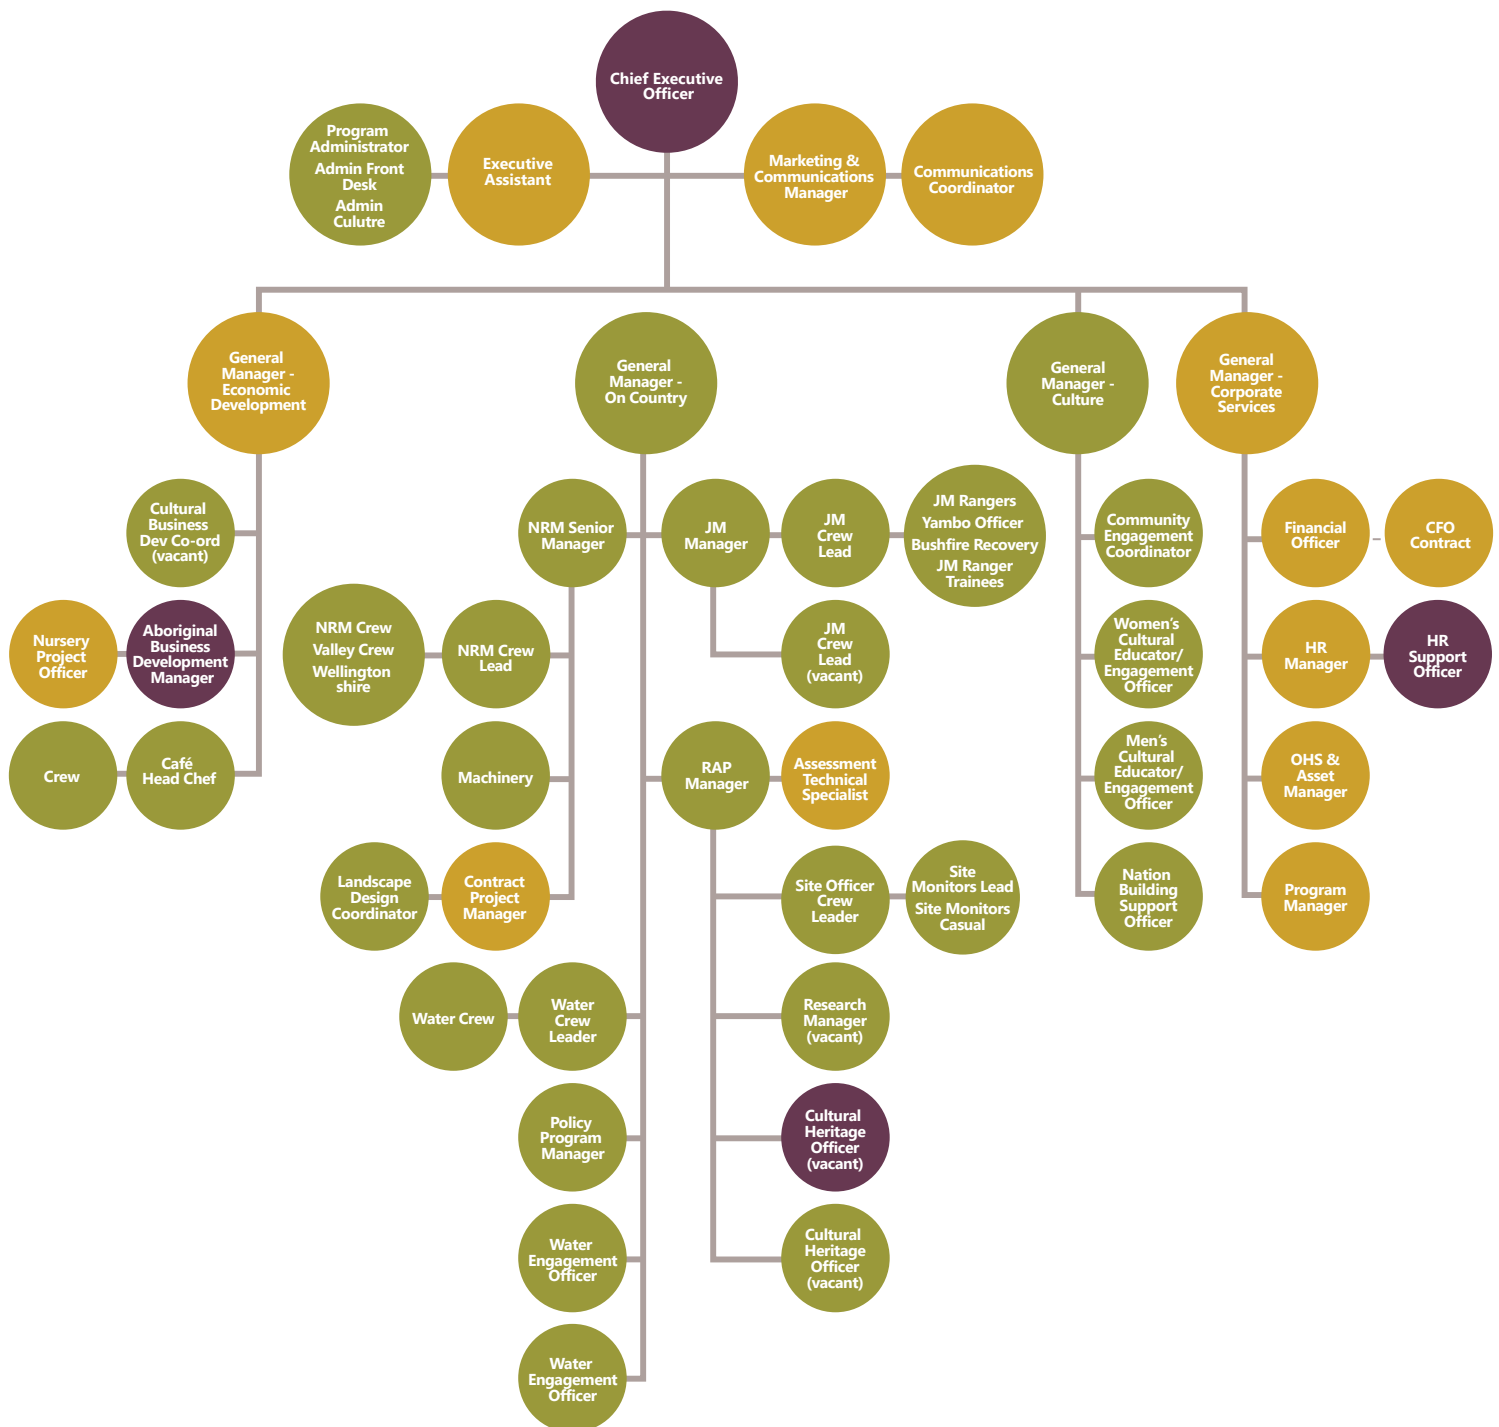 Chief Executive
Officer
Program
Administrator
Admin Front
Desk
Admin
Culutre
Executive
Assistant
Marketing &
Communications
Manager
Communications
Coordinator
General
Manager -
Economic
Development
General
Manager -
On Country
General
Manager -
Culture
General
Manager -
Corporate
Services
Cultural
Business
Dev Co-ord
(vacant)
NRM Senior
Manager
JM
Manager
JM
Crew
Lead
JM Rangers
Yambo Officer
Bushfire Recovery
JM Ranger
Trainees
Community
Engagement
Coordinator
Financial
Officer
CFO
Contract
Nursery
Project
Officer
Aboriginal
Business
Development
Manager
NRM Crew
Valley Crew
Wellington
shire
NRM Crew
Lead
JM
Crew
Lead
(vacant)
Women's
Cultural
Educator/
Engagement
Officer
HR
Manager
HR
Support
Officer
Crew
Café
Head Chef
Machinery
RAP
Manager
Assessment
Technical
Specialist
Men's
Cultural
Educator/
Engagement
Officer
OHS &
Asset
Manager
Landscape
Design
Coordinator
Contract
Project
Manager
Site Officer
Crew
Leader
Site
Monitors Lead
Site Monitors
Casual
Nation
Building
Support
Officer
Program
Manager
Water Crew
Water
Crew
Leader
Research
Manager
(vacant)
Policy
Program
Manager
Cultural
Heritage
Officer
(vacant)
Water
Engagement
Officer
Cultural
Heritage
Officer
(vacant)
Water
Engagement
Officer